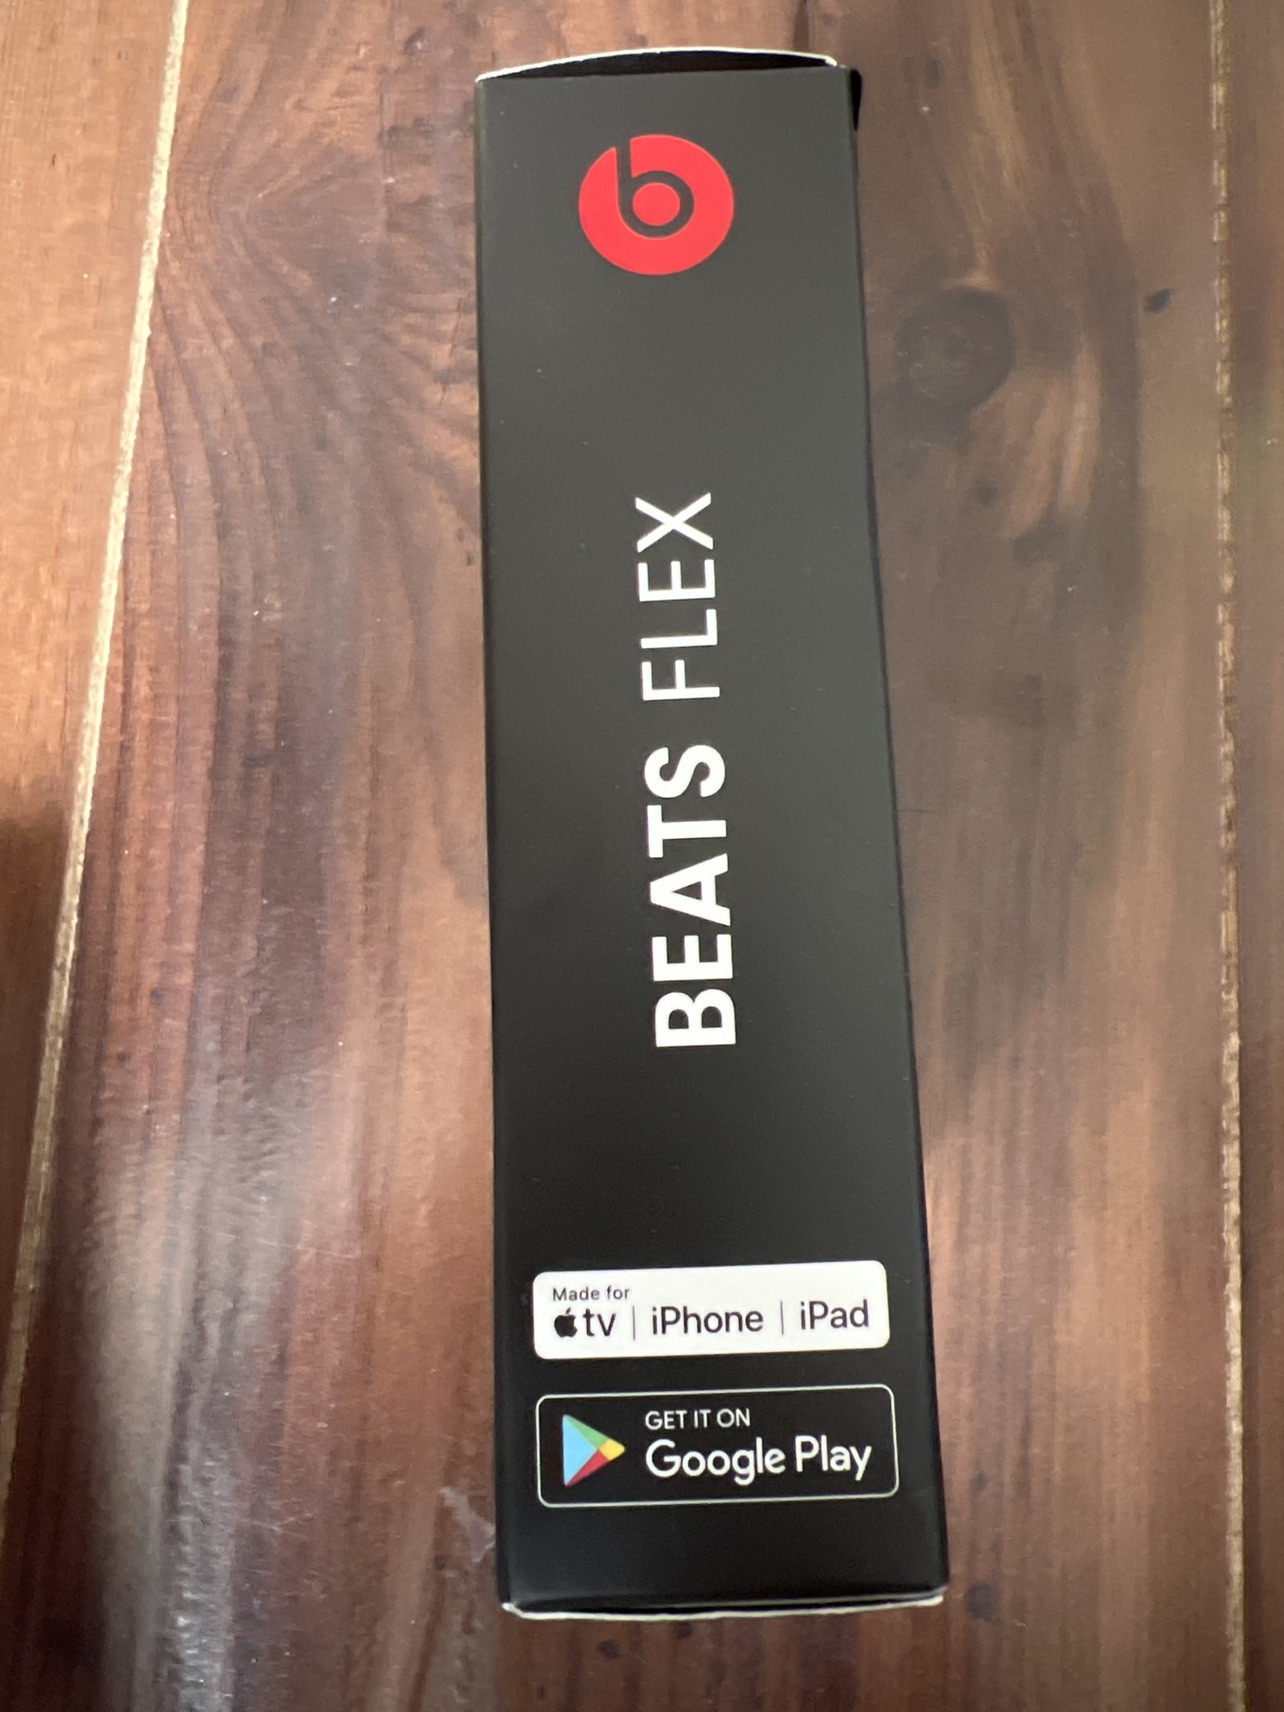 BEATS FLEX
Made for
tv | iPhone | iPad
GET IT ON
Google Play